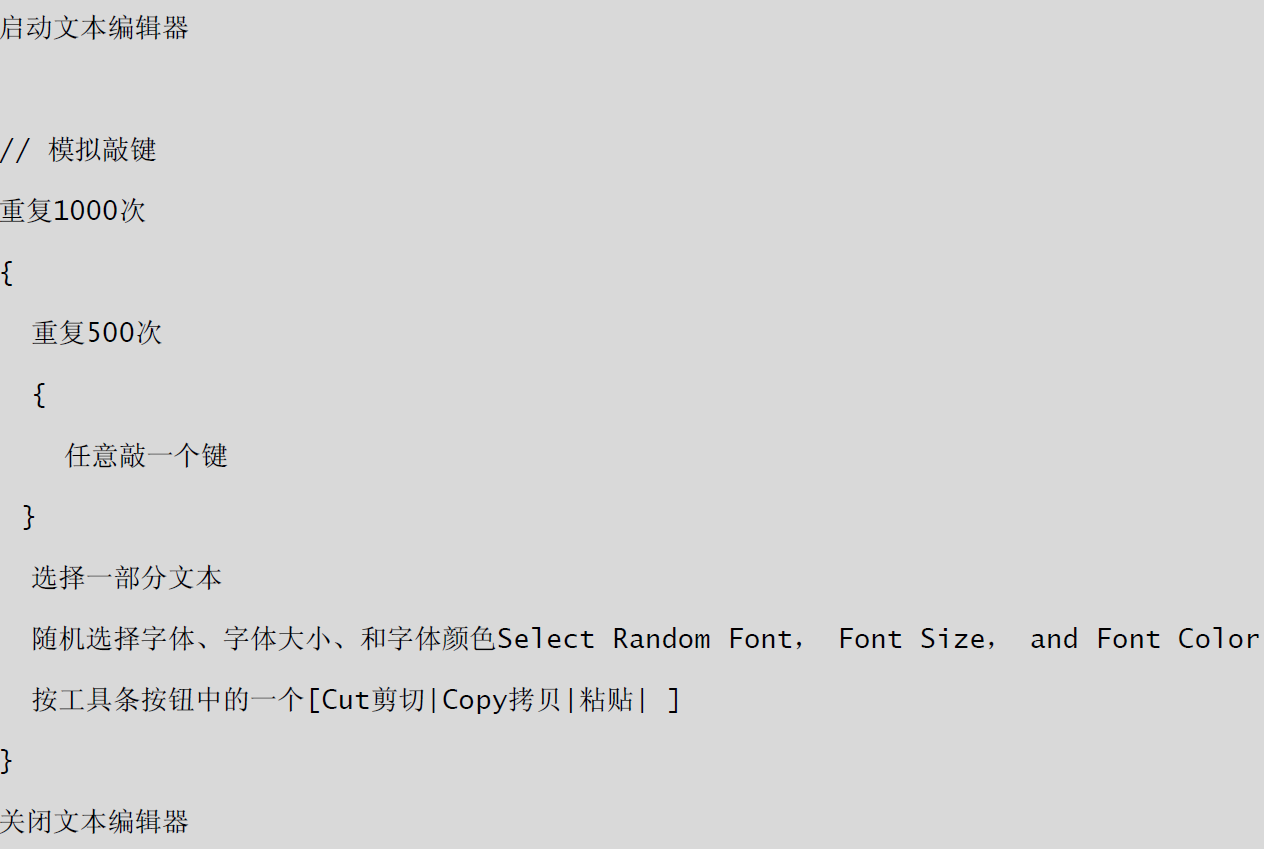 启动文本编辑器
// 模拟敲键
重复1000次
{
重复500次
{
任意敲一个键
}
选择一部分文本
随机选择字体、字体大小、和字体颜色Select Random Font, Font Size, and Font Color
按工具条按钮中的一个[Cut剪切|Copy拷贝|粘贴| ]
}
关闭文本编辑器